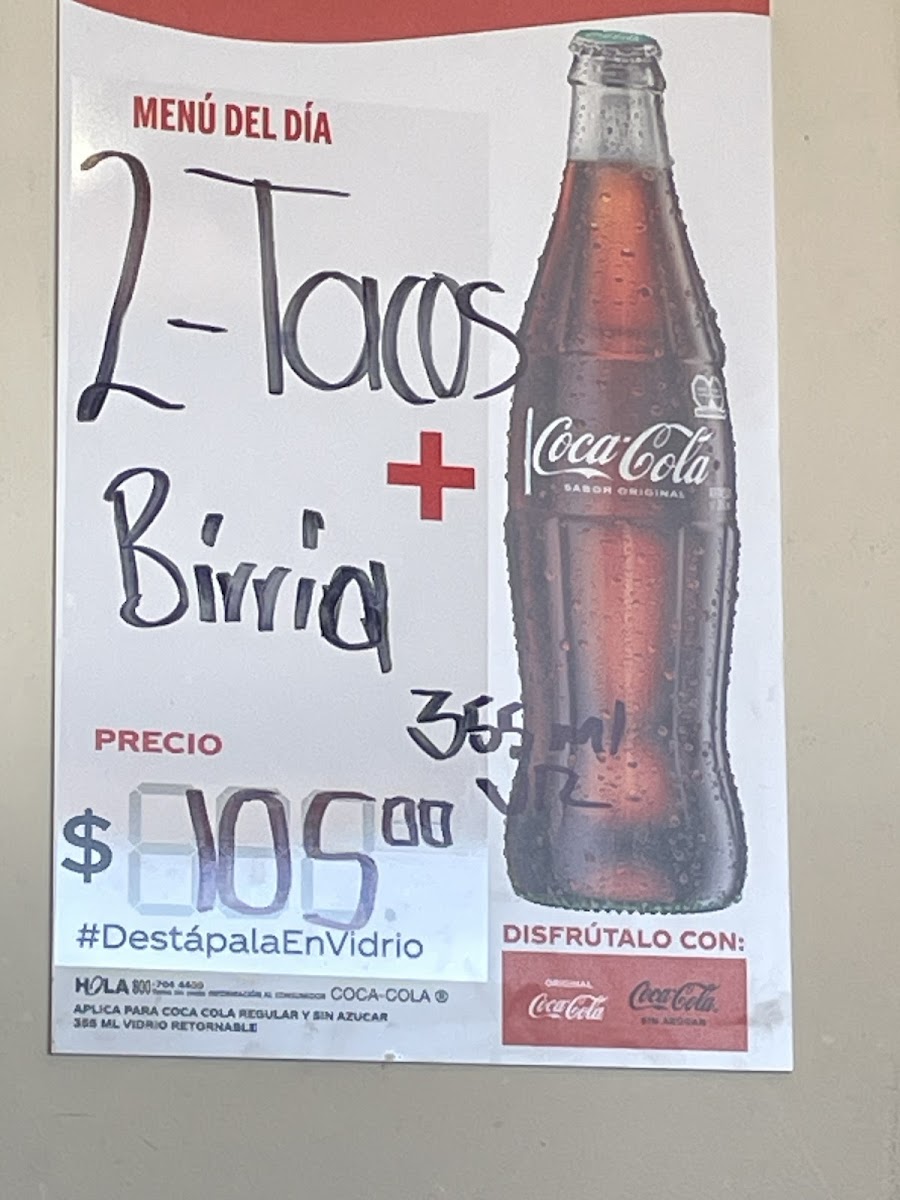 MENÚ DEL DÍA
2-Tacos
+
Birria
Coca-Cola
SABOR ORIGINAL
355 ml
PRECIO
$ 105.00
#DestápalaEnVidrio
DISFRÚTALO CON:
HOLA 800-704-4400
COCA-COLA ®
APLICA PARA COCA COLA REGULAR Y SIN AZUCAR
355 ML VIDRIO RETORNABLE
ORIGINAL
Coca-Cola
Coca-Cola
SIN AZÚCAR